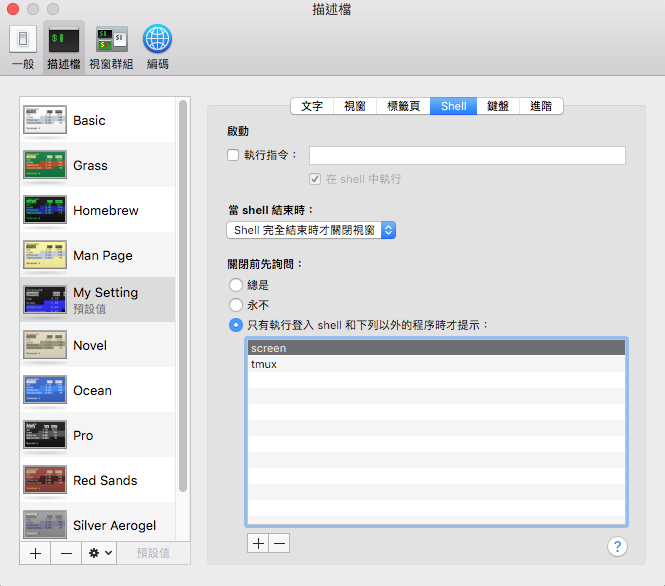 描述檔
一般
描述檔
視窗群組
編碼
Basic
Grass
Homebrew
Man Page
My Setting
預設值
Novel
Ocean
Pro
Red Sands
Silver Aerogel
預設值
文字
視窗
標籤頁
Shell
鍵盤
進階
啟動
執行指令：
在 shell 中執行
當 shell 結束時：
Shell 完全結束時才關閉視窗
關閉前先詢問：
總是
永不
只有執行登入 shell 和下列以外的程序時才提示：
screen
tmux
?